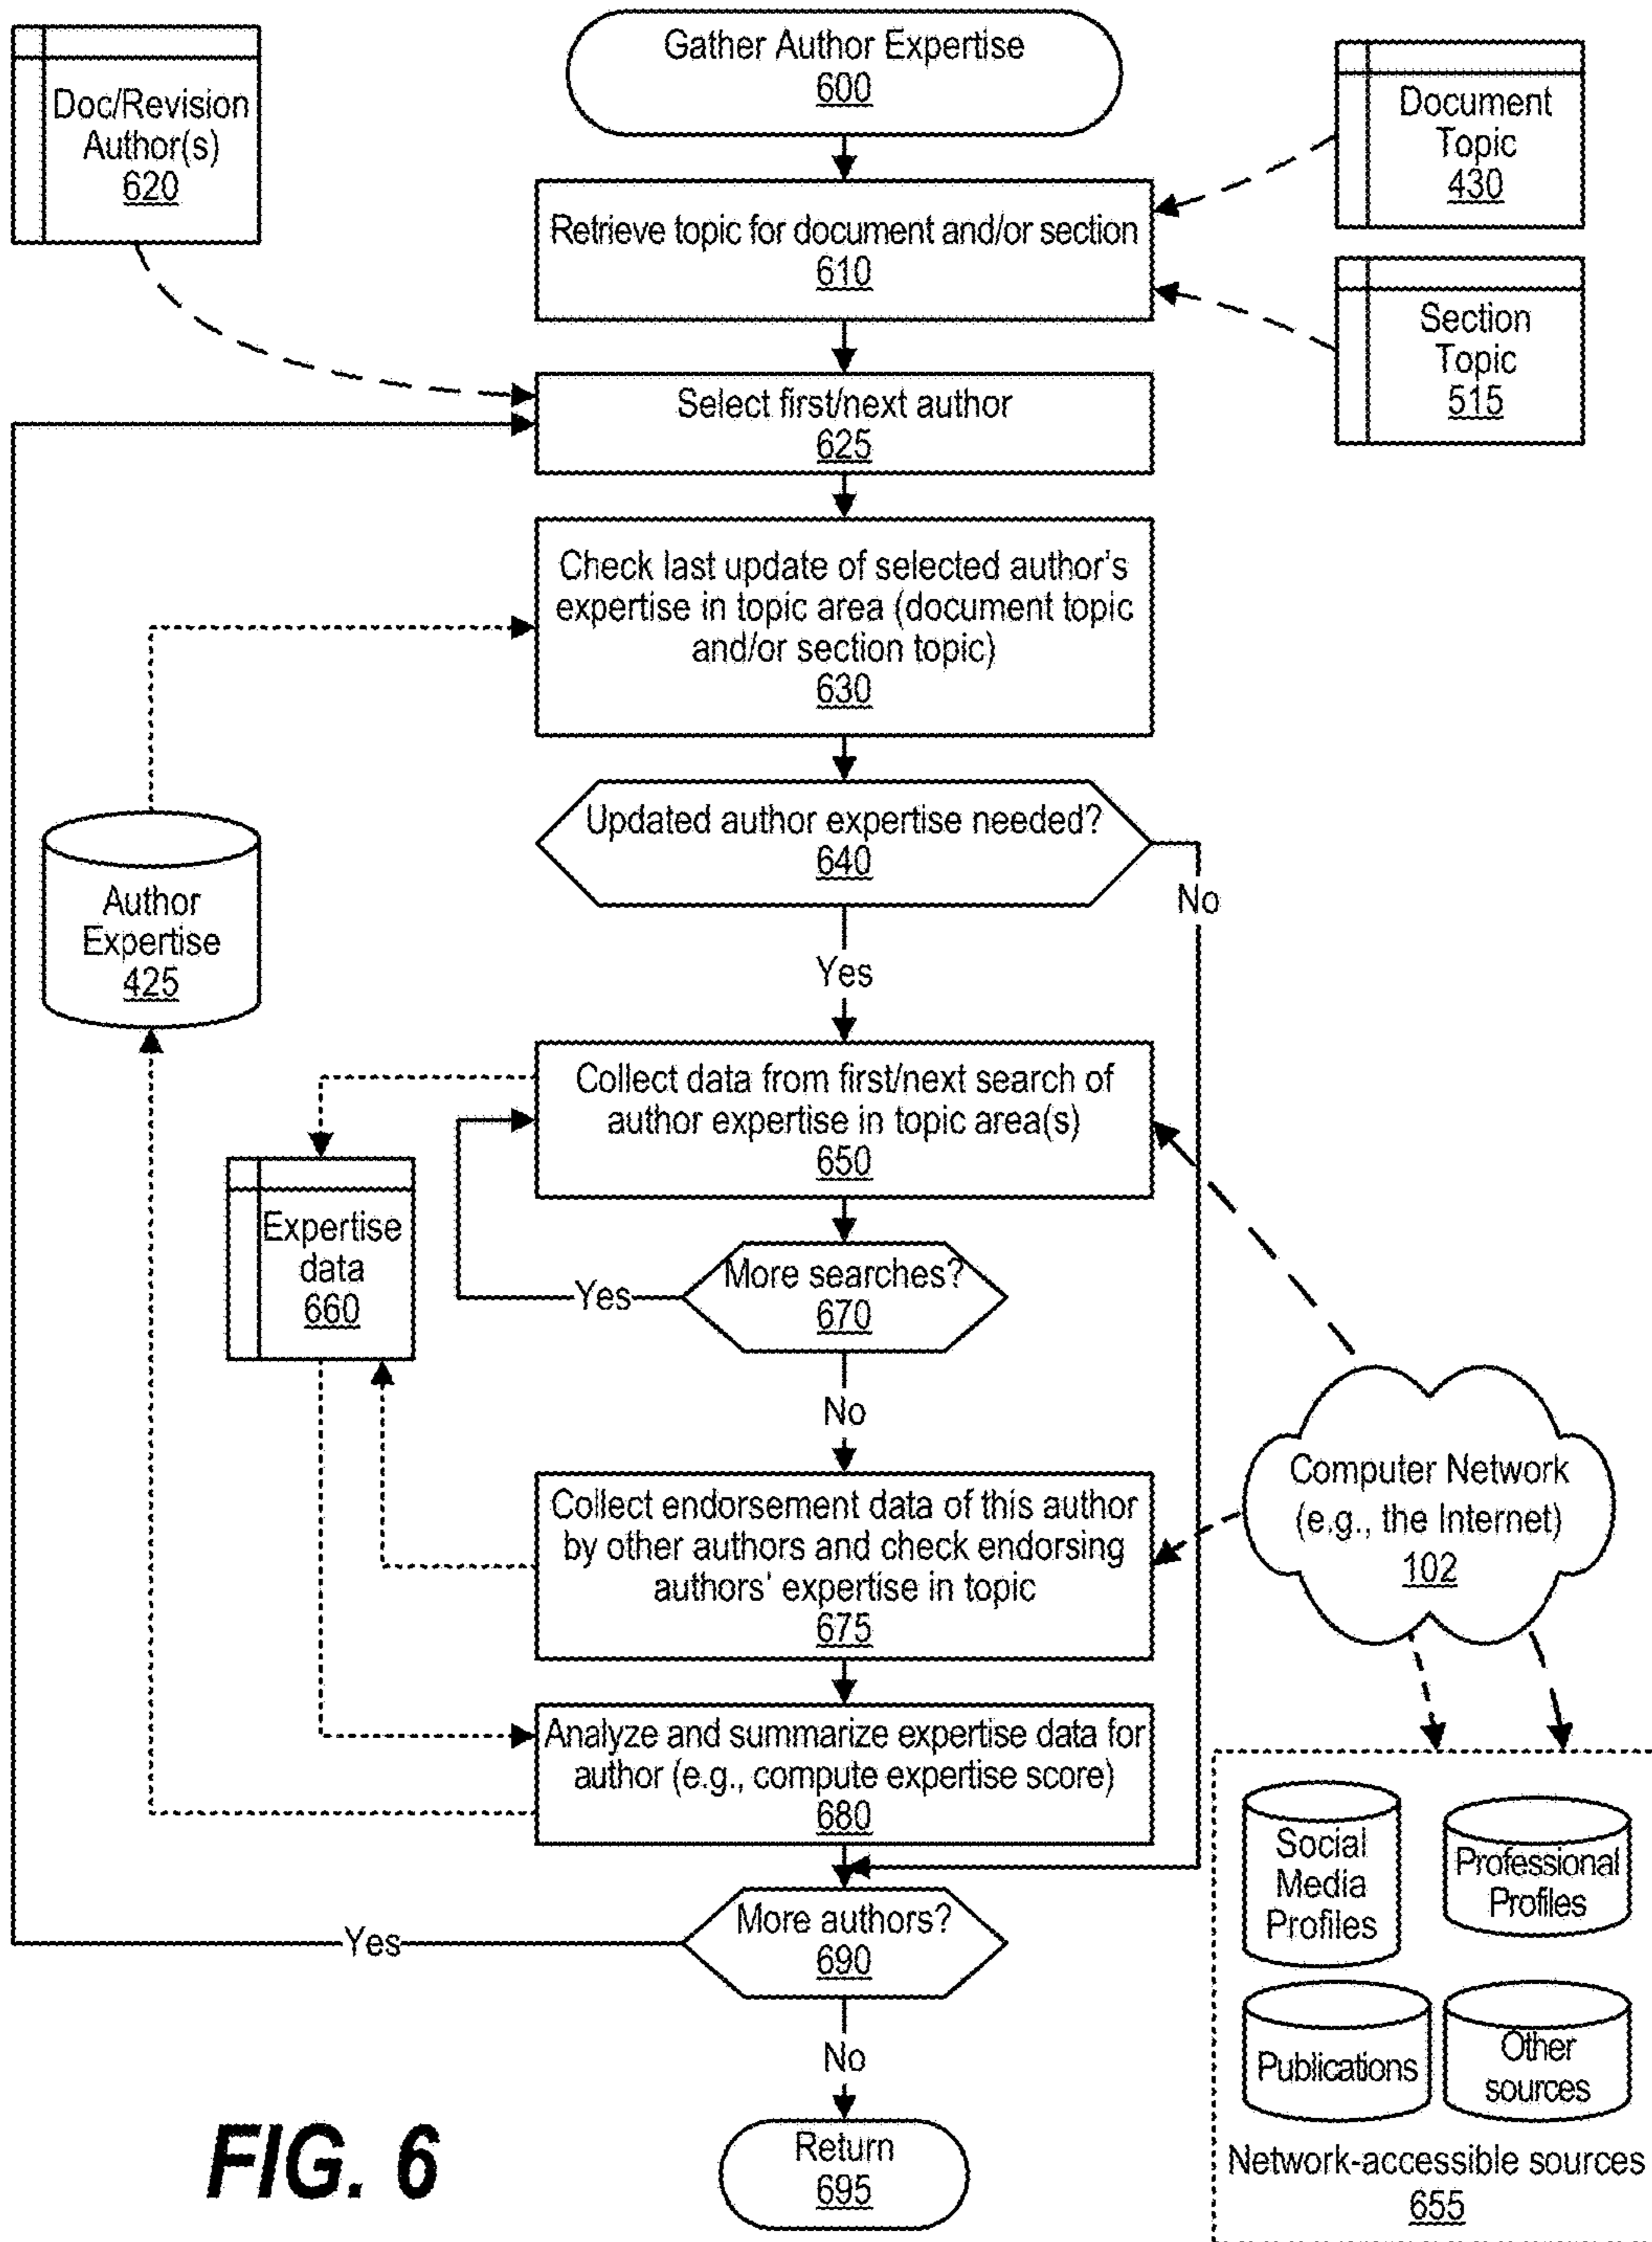 Gather Author Expertise
600
Doc/Revision
Author(s)
620
Document
Topic
430
Retrieve topic for document and/or section
610
Section
Topic
515
Select first/next author
625
Check last update of selected author's
expertise in topic area (document topic
and/or section topic)
630
Updated author expertise needed?
640
No
Author
Expertise
425
Yes
Collect data from first/next search of
author expertise in topic area(s)
650
Expertise
data
660
More searches?
670
Yes
No
Computer Network
(e.g., the Internet)
102
Collect endorsement data of this author
by other authors and check endorsing
authors' expertise in topic
675
Analyze and summarize expertise data for
author (e.g., compute expertise score)
680
Social
Media
Profiles
Professional
Profiles
More authors?
690
Yes
No
Publications
Other
sources
Return
695
Network-accessible sources
655
FIG. 6